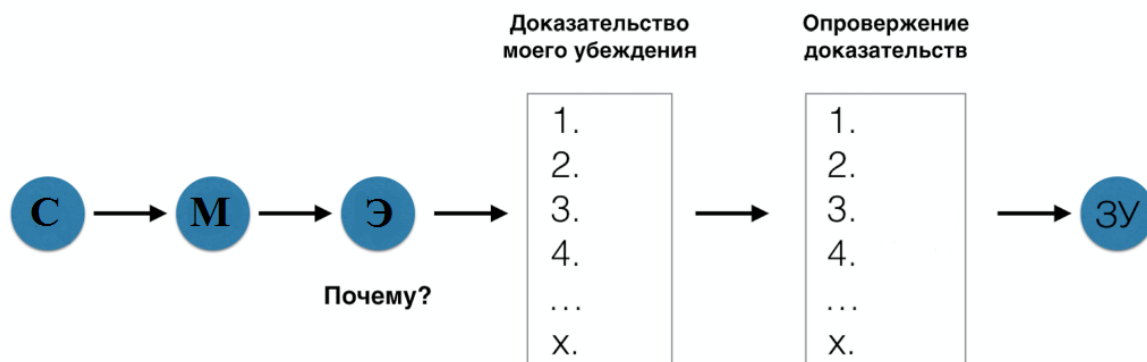 Доказательство
моего убеждения
Опровержение
доказательств
С
М
Э
Почему?
1.
2.
3.
4.
...
x.
1.
2.
3.
4.
...
x.
ЗУ